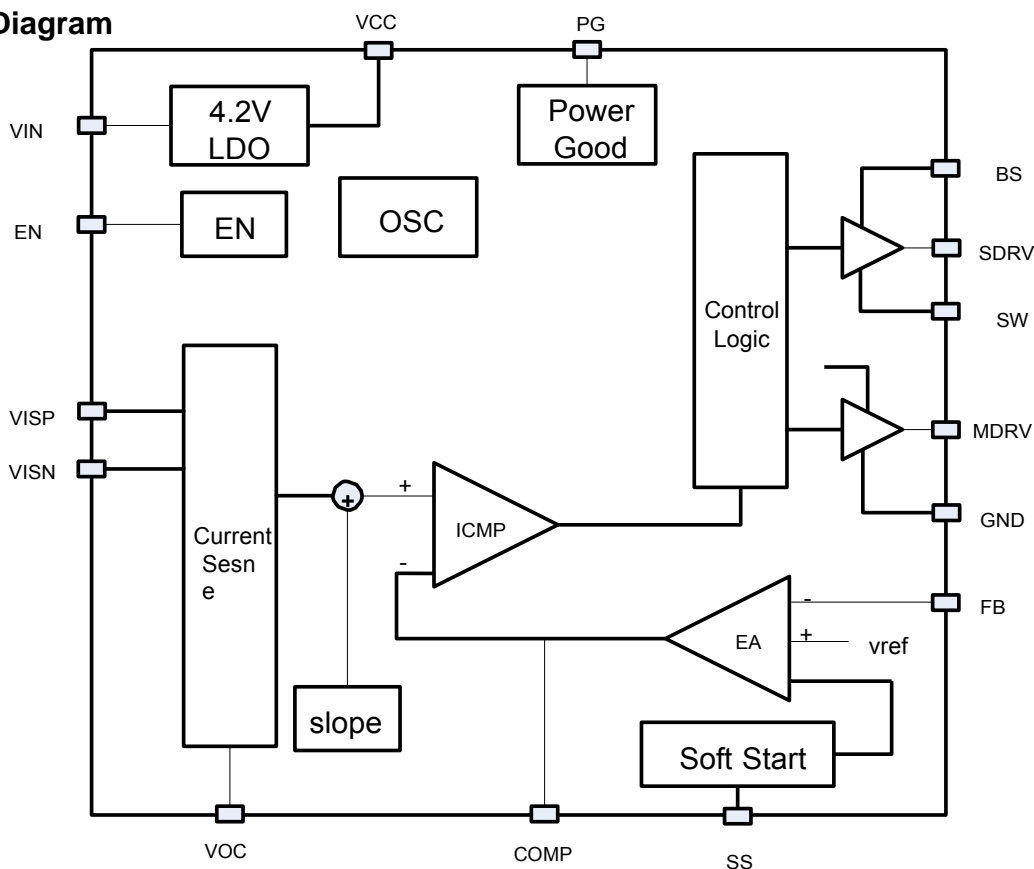 Diagram
VCC
PG
VIN
4.2V
LDO
Power
Good
BS
EN
EN
OSC
SDRV
SW
Control
Logic
VISP
VISN
MDRV
GND
+
+
-
ICMP
Current
Sesn
e
FB
-
+
EA
vref
slope
Soft Start
VOC
COMP
SS